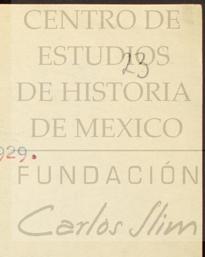 CENTRO DE
ESTUDIOS
23
DE HISTORIA
DE MEXICO
929.
FUNDACIÓN
Carlos Slim